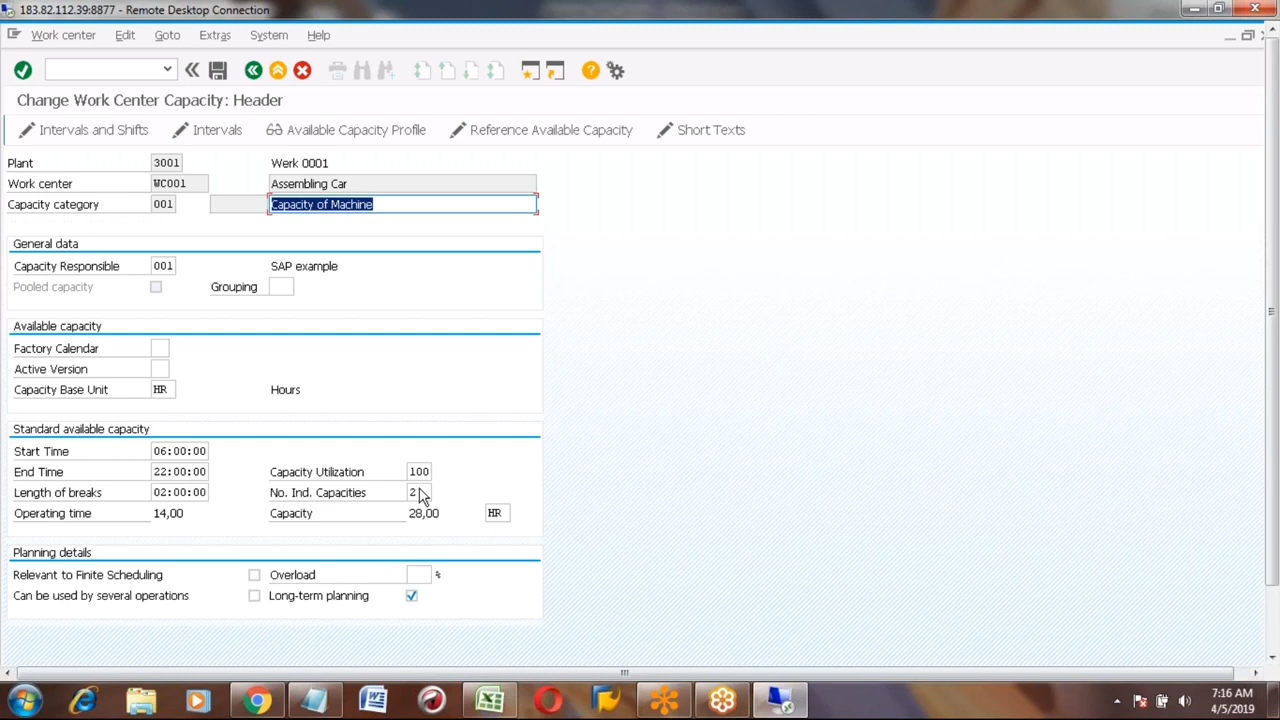 183.82.112.39:8877 - Remote Desktop Connection
Work center Edit Goto Extras System Help
Change Work Center Capacity: Header
Intervals and Shifts Intervals Available Capacity Profile Reference Available Capacity Short Texts
Plant 3001 Werk 0001
Work center WC001 Assembling Car
Capacity category 001 Capacity of Machine
General data
Capacity Responsible 001 SAP example
Pooled capacity Grouping
Available capacity
Factory Calendar
Active Version
Capacity Base Unit HR Hours
Standard available capacity
Start Time 06:00:00
End Time 22:00:00 Capacity Utilization 100
Length of breaks 02:00:00 No. Ind. Capacities 2
Operating time 14,00 Capacity 28,00 HR
Planning details
Relevant to Finite Scheduling Overload %
Can be used by several operations Long-term planning
7:16 AM
4/5/2019